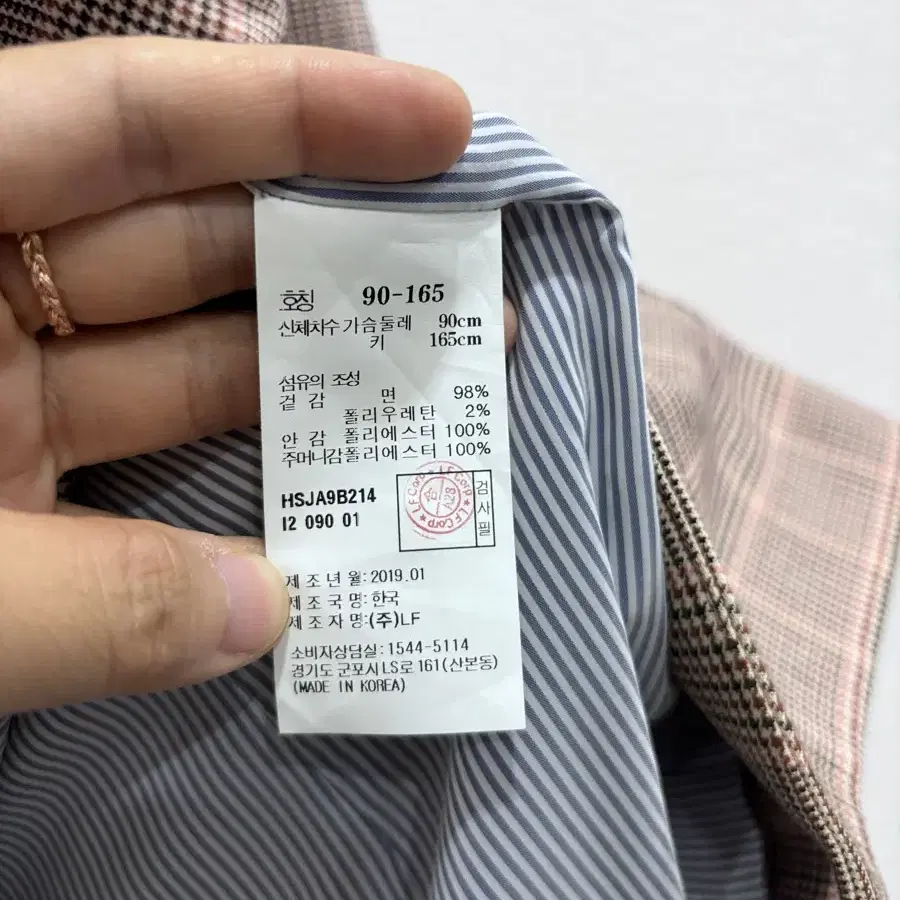 호칭 90-165
신체치수 가슴둘레 90cm
키 165cm
섬유의 조성
겉감 면 98%
폴리우레탄 2%
안감 폴리에스터 100%
주머니감 폴리에스터 100%
HSJA9B214
I2 090 01
검사필
LF Corp ★ LF Corp ★
제조년월: 2019.01
제조국명: 한국
제조자명: (주)LF
소비자상담실: 1544-5114
경기도 군포시 LS로 161(산본동)
(MADE IN KOREA)